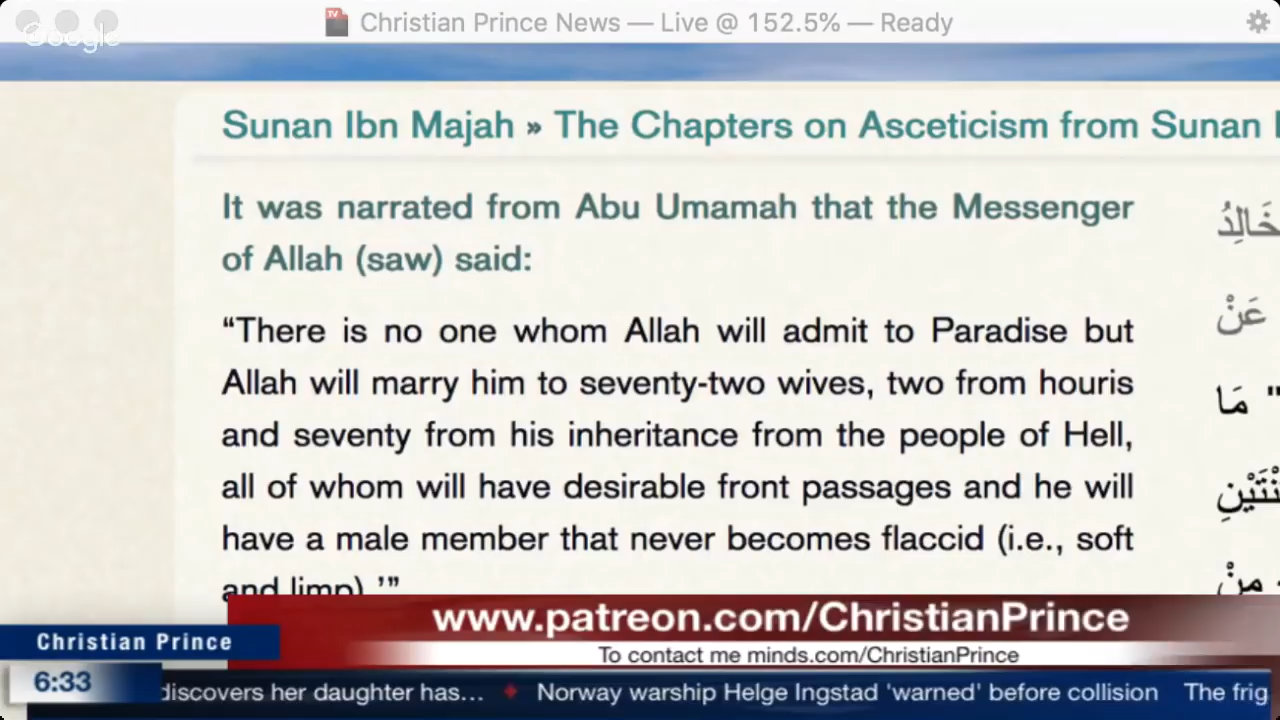 Christian Prince News — Live @ 152.5% — Ready
Google
Sunan Ibn Majah » The Chapters on Asceticism from Sunan
It was narrated from Abu Umamah that the Messenger
of Allah (saw) said:
“There is no one whom Allah will admit to Paradise but
Allah will marry him to seventy-two wives, two from houris
and seventy from his inheritance from the people of Hell,
all of whom will have desirable front passages and he will
have a male member that never becomes flaccid (i.e., soft
and limp).’”
خَالِدُ
عَنْ
" مَا
مِنْ
www.patreon.com/ChristianPrince
Christian Prince
To contact me minds.com/ChristianPrince
6:33
discovers her daughter has... ♦ Norway warship Helge Ingstad 'warned' before collision The frig